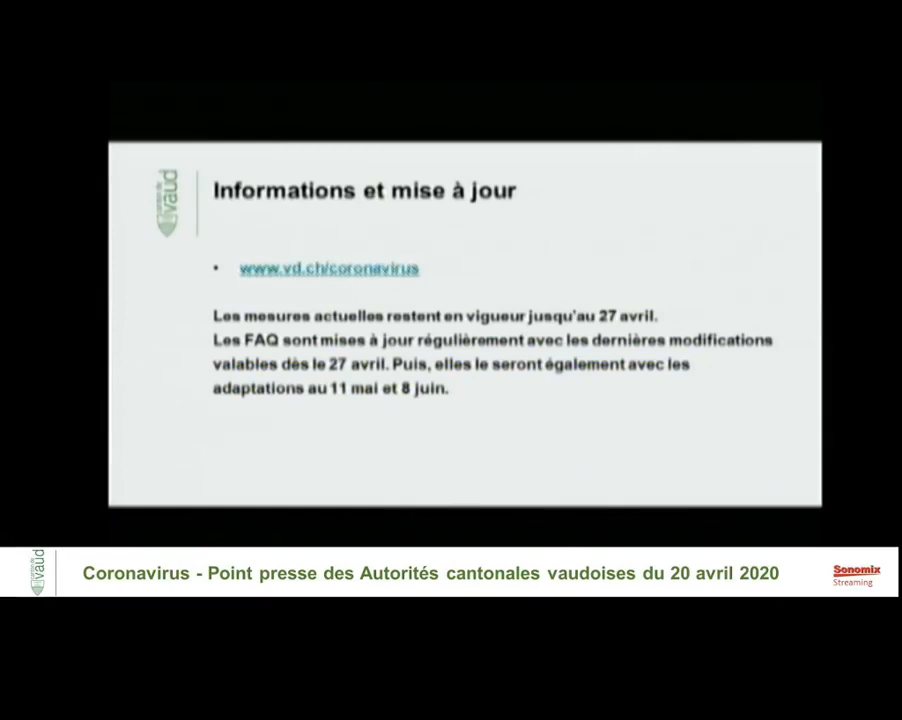 vaud
Informations et mise à jour
• www.vd.ch/coronavirus
Les mesures actuelles restent en vigueur jusqu'au 27 avril.
Les FAQ sont mises à jour régulièrement avec les dernières modifications
valables dès le 27 avril. Puis, elles le seront également avec les
adaptations au 11 mai et 8 juin.
vaud
Coronavirus - Point presse des Autorités cantonales vaudoises du 20 avril 2020
Sonomix
Streaming